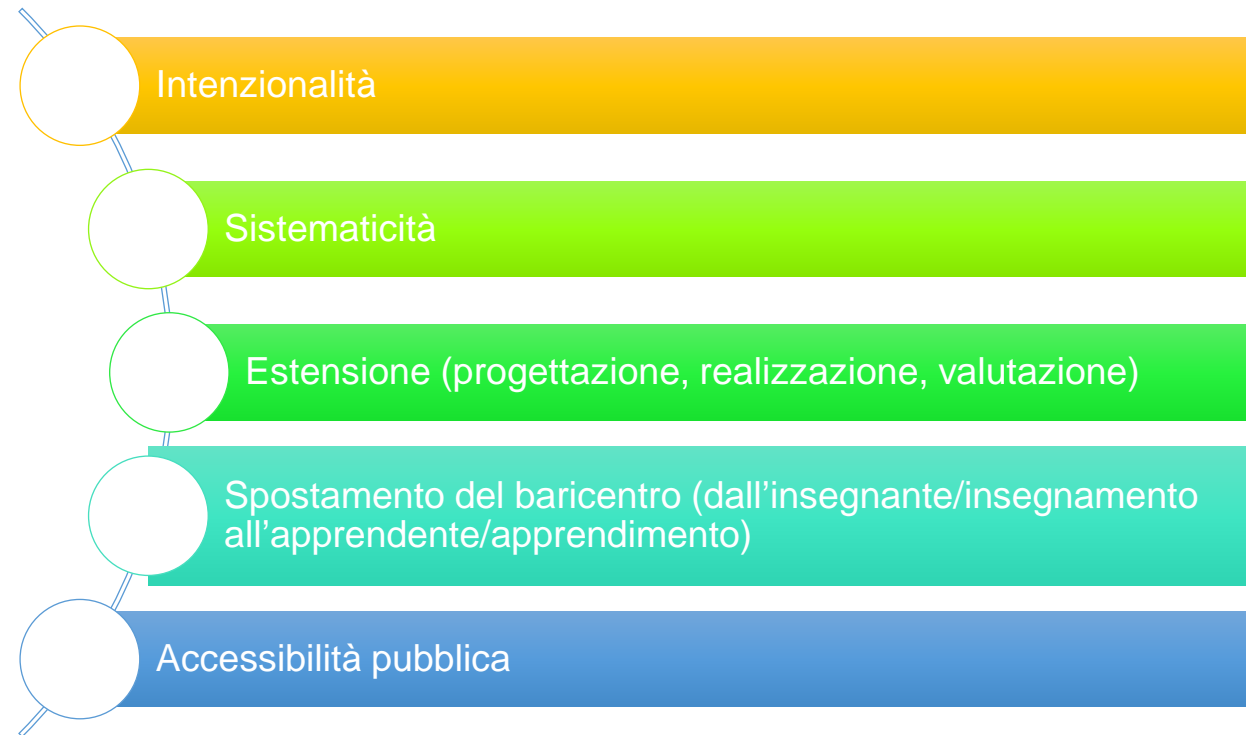 Intenzionalità
Sistematicità
Estensione (progettazione, realizzazione, valutazione)
Spostamento del baricentro (dall’insegnante/insegnamento
all’apprendente/apprendimento)
Accessibilità pubblica